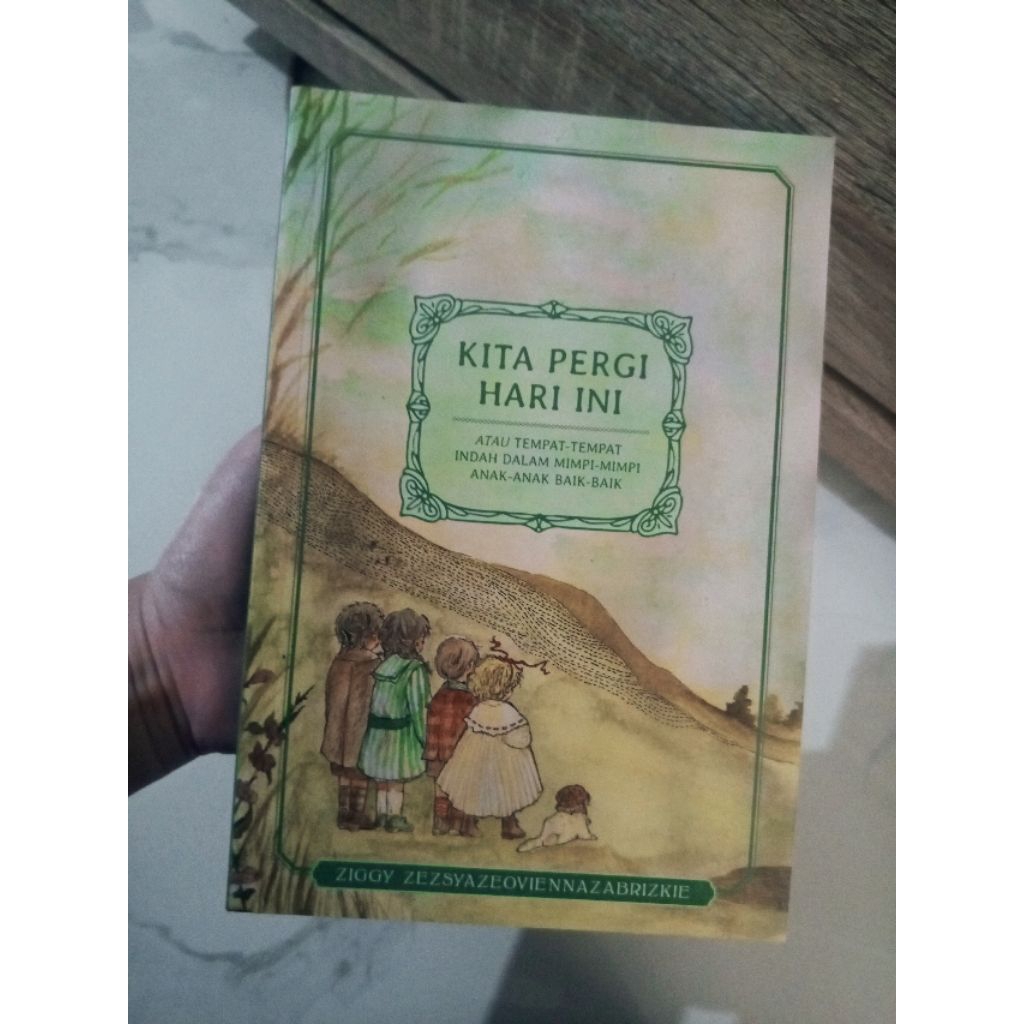 KITA PERGI
HARI INI
ATAU TEMPAT-TEMPAT
INDAH DALAM MIMPI-MIMPI
ANAK-ANAK BAIK-BAIK
ZIGGY ZEZSYAZEOVIENNAZABRIZKIE